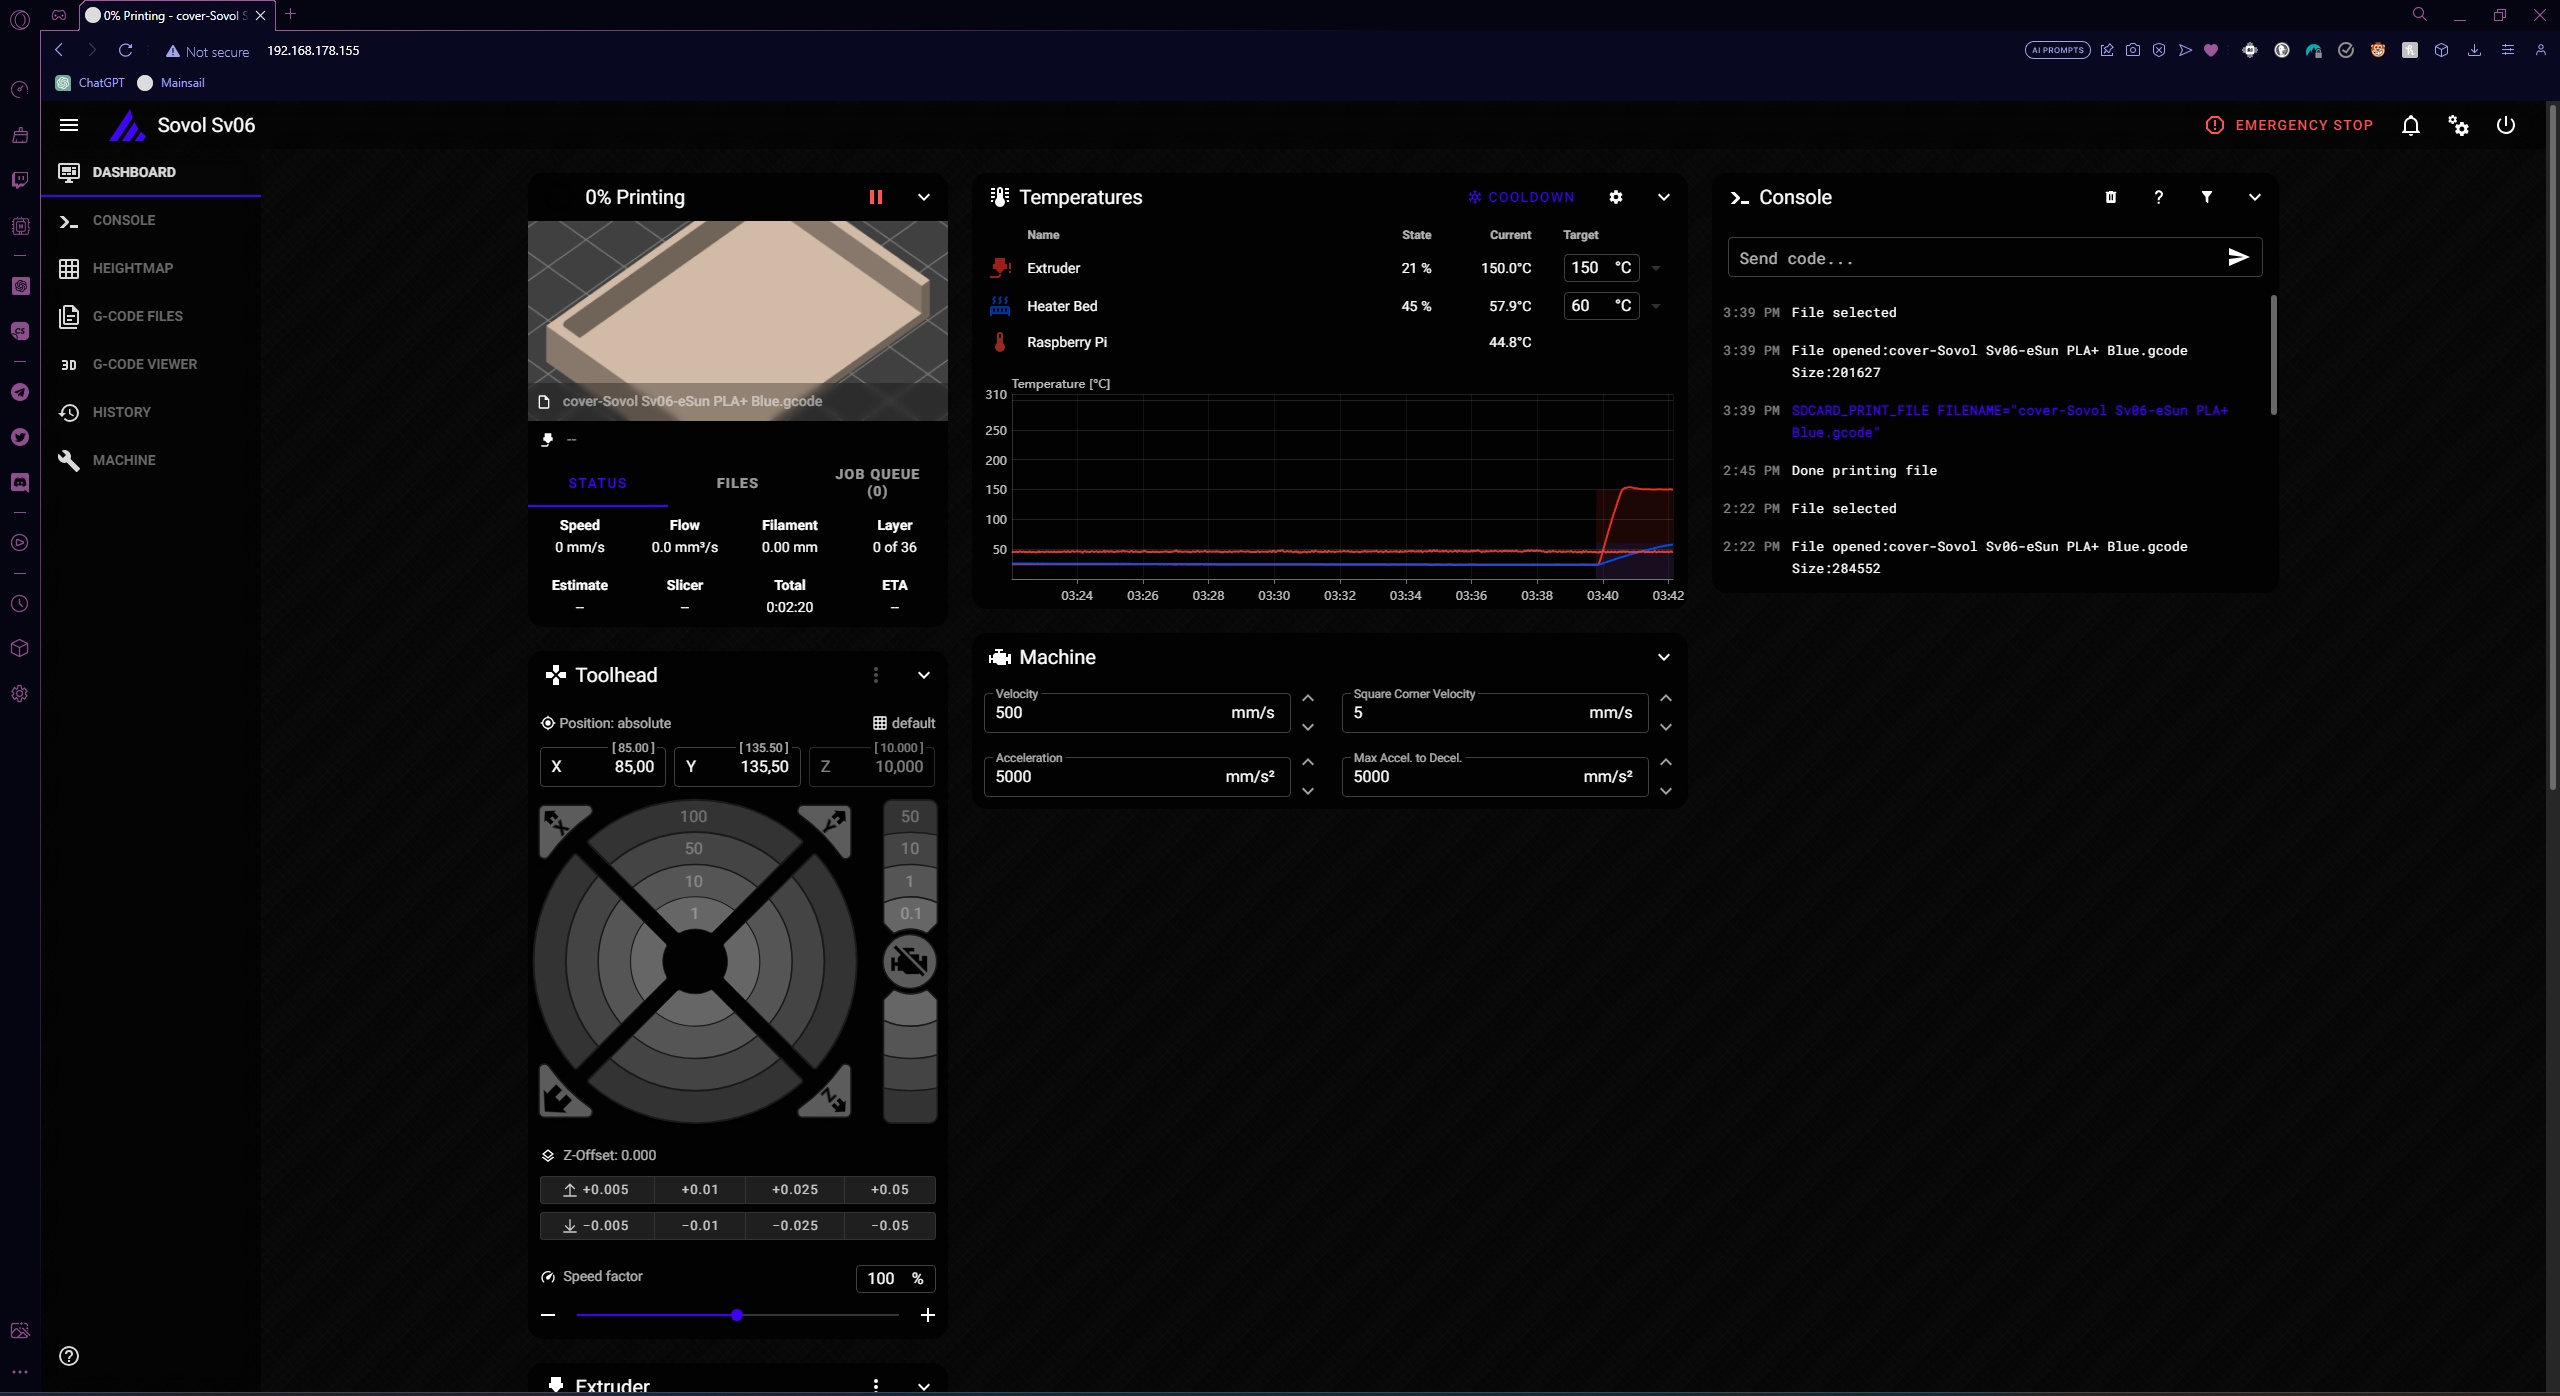 0% Printing - cover-Sovol S
Not secure 192.168.178.155
AI PROMPTS
ChatGPT Mainsail
Sovol Sv06
EMERGENCY STOP
DASHBOARD
CONSOLE
HEIGHTMAP
G-CODE FILES
3D G-CODE VIEWER
HISTORY
MACHINE
0% Printing
cover-Sovol Sv06-eSun PLA+ Blue.gcode
--
STATUS FILES JOB QUEUE
(0)
Speed Flow Filament Layer
0 mm/s 0.0 mm³/s 0.00 mm 0 of 36
Estimate Slicer Total ETA
-- -- 0:02:20 --
Toolhead
Position: absolute default
[ 85.00 ] [ 135.50 ] [ 10.000 ]
X 85,00 Y 135,50 Z 10,000
X Y
100
50
10
1
50
10
1
0.1
Z
Z-Offset: 0.000
+0.005 +0.01 +0.025 +0.05
−0.005 −0.01 −0.025 −0.05
Speed factor 100 %
Extruder
Temperatures
COOLDOWN
Name State Current Target
Extruder 21 % 150.0°C 150 °C
Heater Bed 45 % 57.9°C 60 °C
Raspberry Pi 44.8°C
Temperature [°C]
310
250
200
150
100
50
03:24 03:26 03:28 03:30 03:32 03:34 03:36 03:38 03:40 03:42
Machine
Velocity
500 mm/s
Square Corner Velocity
5 mm/s
Acceleration
5000 mm/s²
Max Accel. to Decel.
5000 mm/s²
Console
Send code...
3:39 PM File selected
3:39 PM File opened:cover-Sovol Sv06-eSun PLA+ Blue.gcode
Size:201627
3:39 PM SDCARD_PRINT_FILE FILENAME="cover-Sovol Sv06-eSun PLA+
Blue.gcode"
2:45 PM Done printing file
2:22 PM File selected
2:22 PM File opened:cover-Sovol Sv06-eSun PLA+ Blue.gcode
Size:284552